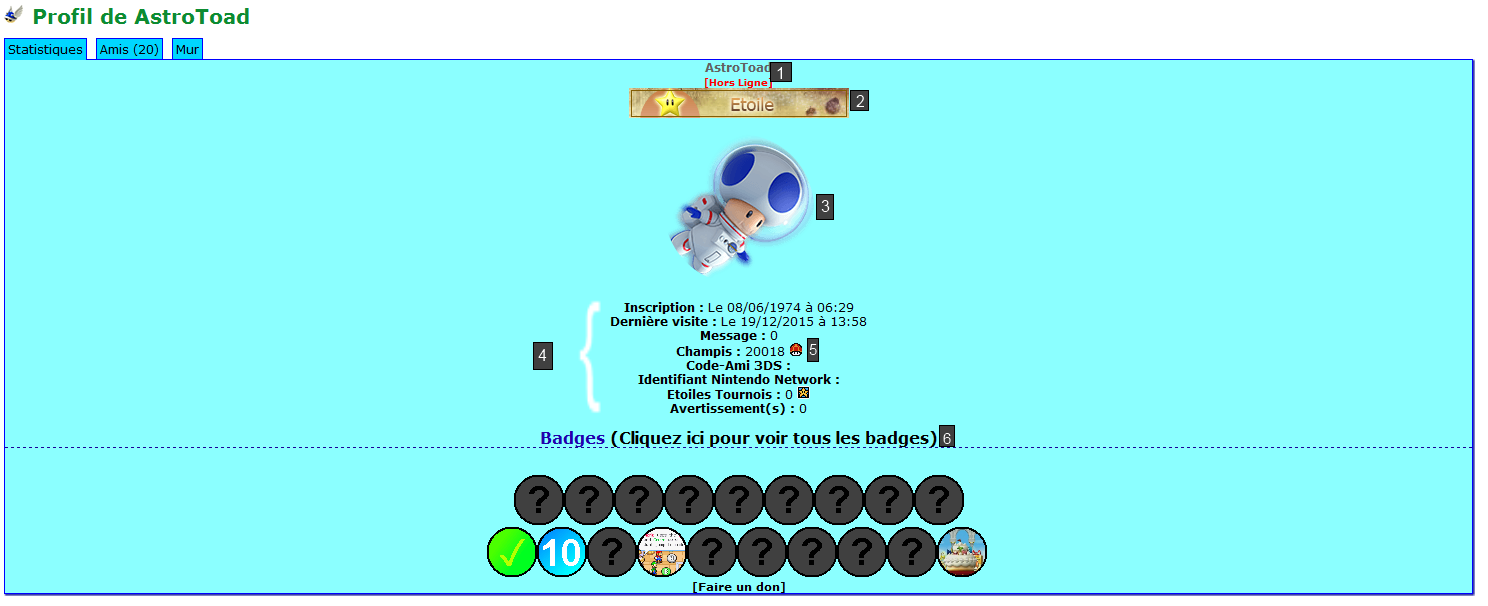 Profil de AstroToad
Statistiques Amis (20) Mur
AstroToad 1
[Hors Ligne]
Etoile 2
3
Inscription : Le 08/06/1974 à 06:29
Dernière visite : Le 19/12/2015 à 13:58
Message : 0
4 Champis : 20018 5
Code-Ami 3DS :
Identifiant Nintendo Network :
Etoiles Tournois : 0
Avertissement(s) : 0
Badges (Cliquez ici pour voir tous les badges) 6
? ? ? ? ? ? ? ? ?
10 ? ? ? ? ? ?
[Faire un don]